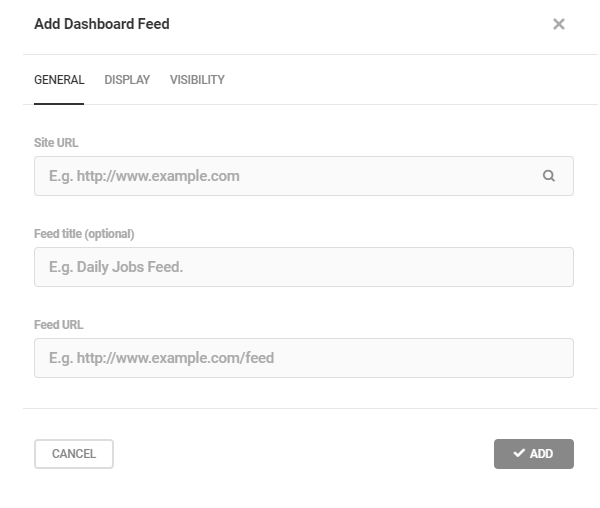 Add Dashboard Feed
GENERAL DISPLAY VISIBILITY
Site URL
E.g. http://www.example.com
Feed title (optional)
E.g. Daily Jobs Feed.
Feed URL
E.g. http://www.example.com/feed
CANCEL ADD